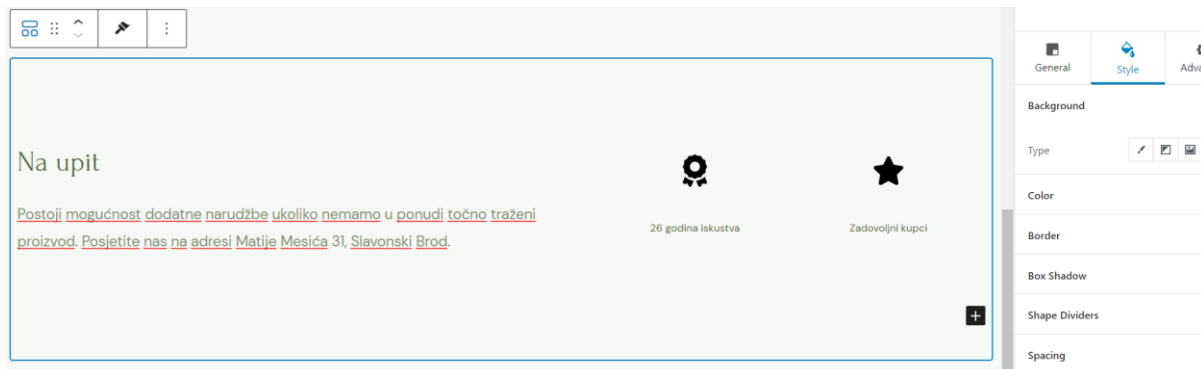 General
Style
Adva
Background
Na upit
Type
Color
Postoji mogućnost dodatne narudžbe ukoliko nemamo u ponudi točno traženi
proizvod. Posjetite nas na adresi Matije Mesića 31, Slavonski Brod.
26 godina iskustva
Zadovoljni kupci
Border
Box Shadow
Shape Dividers
Spacing